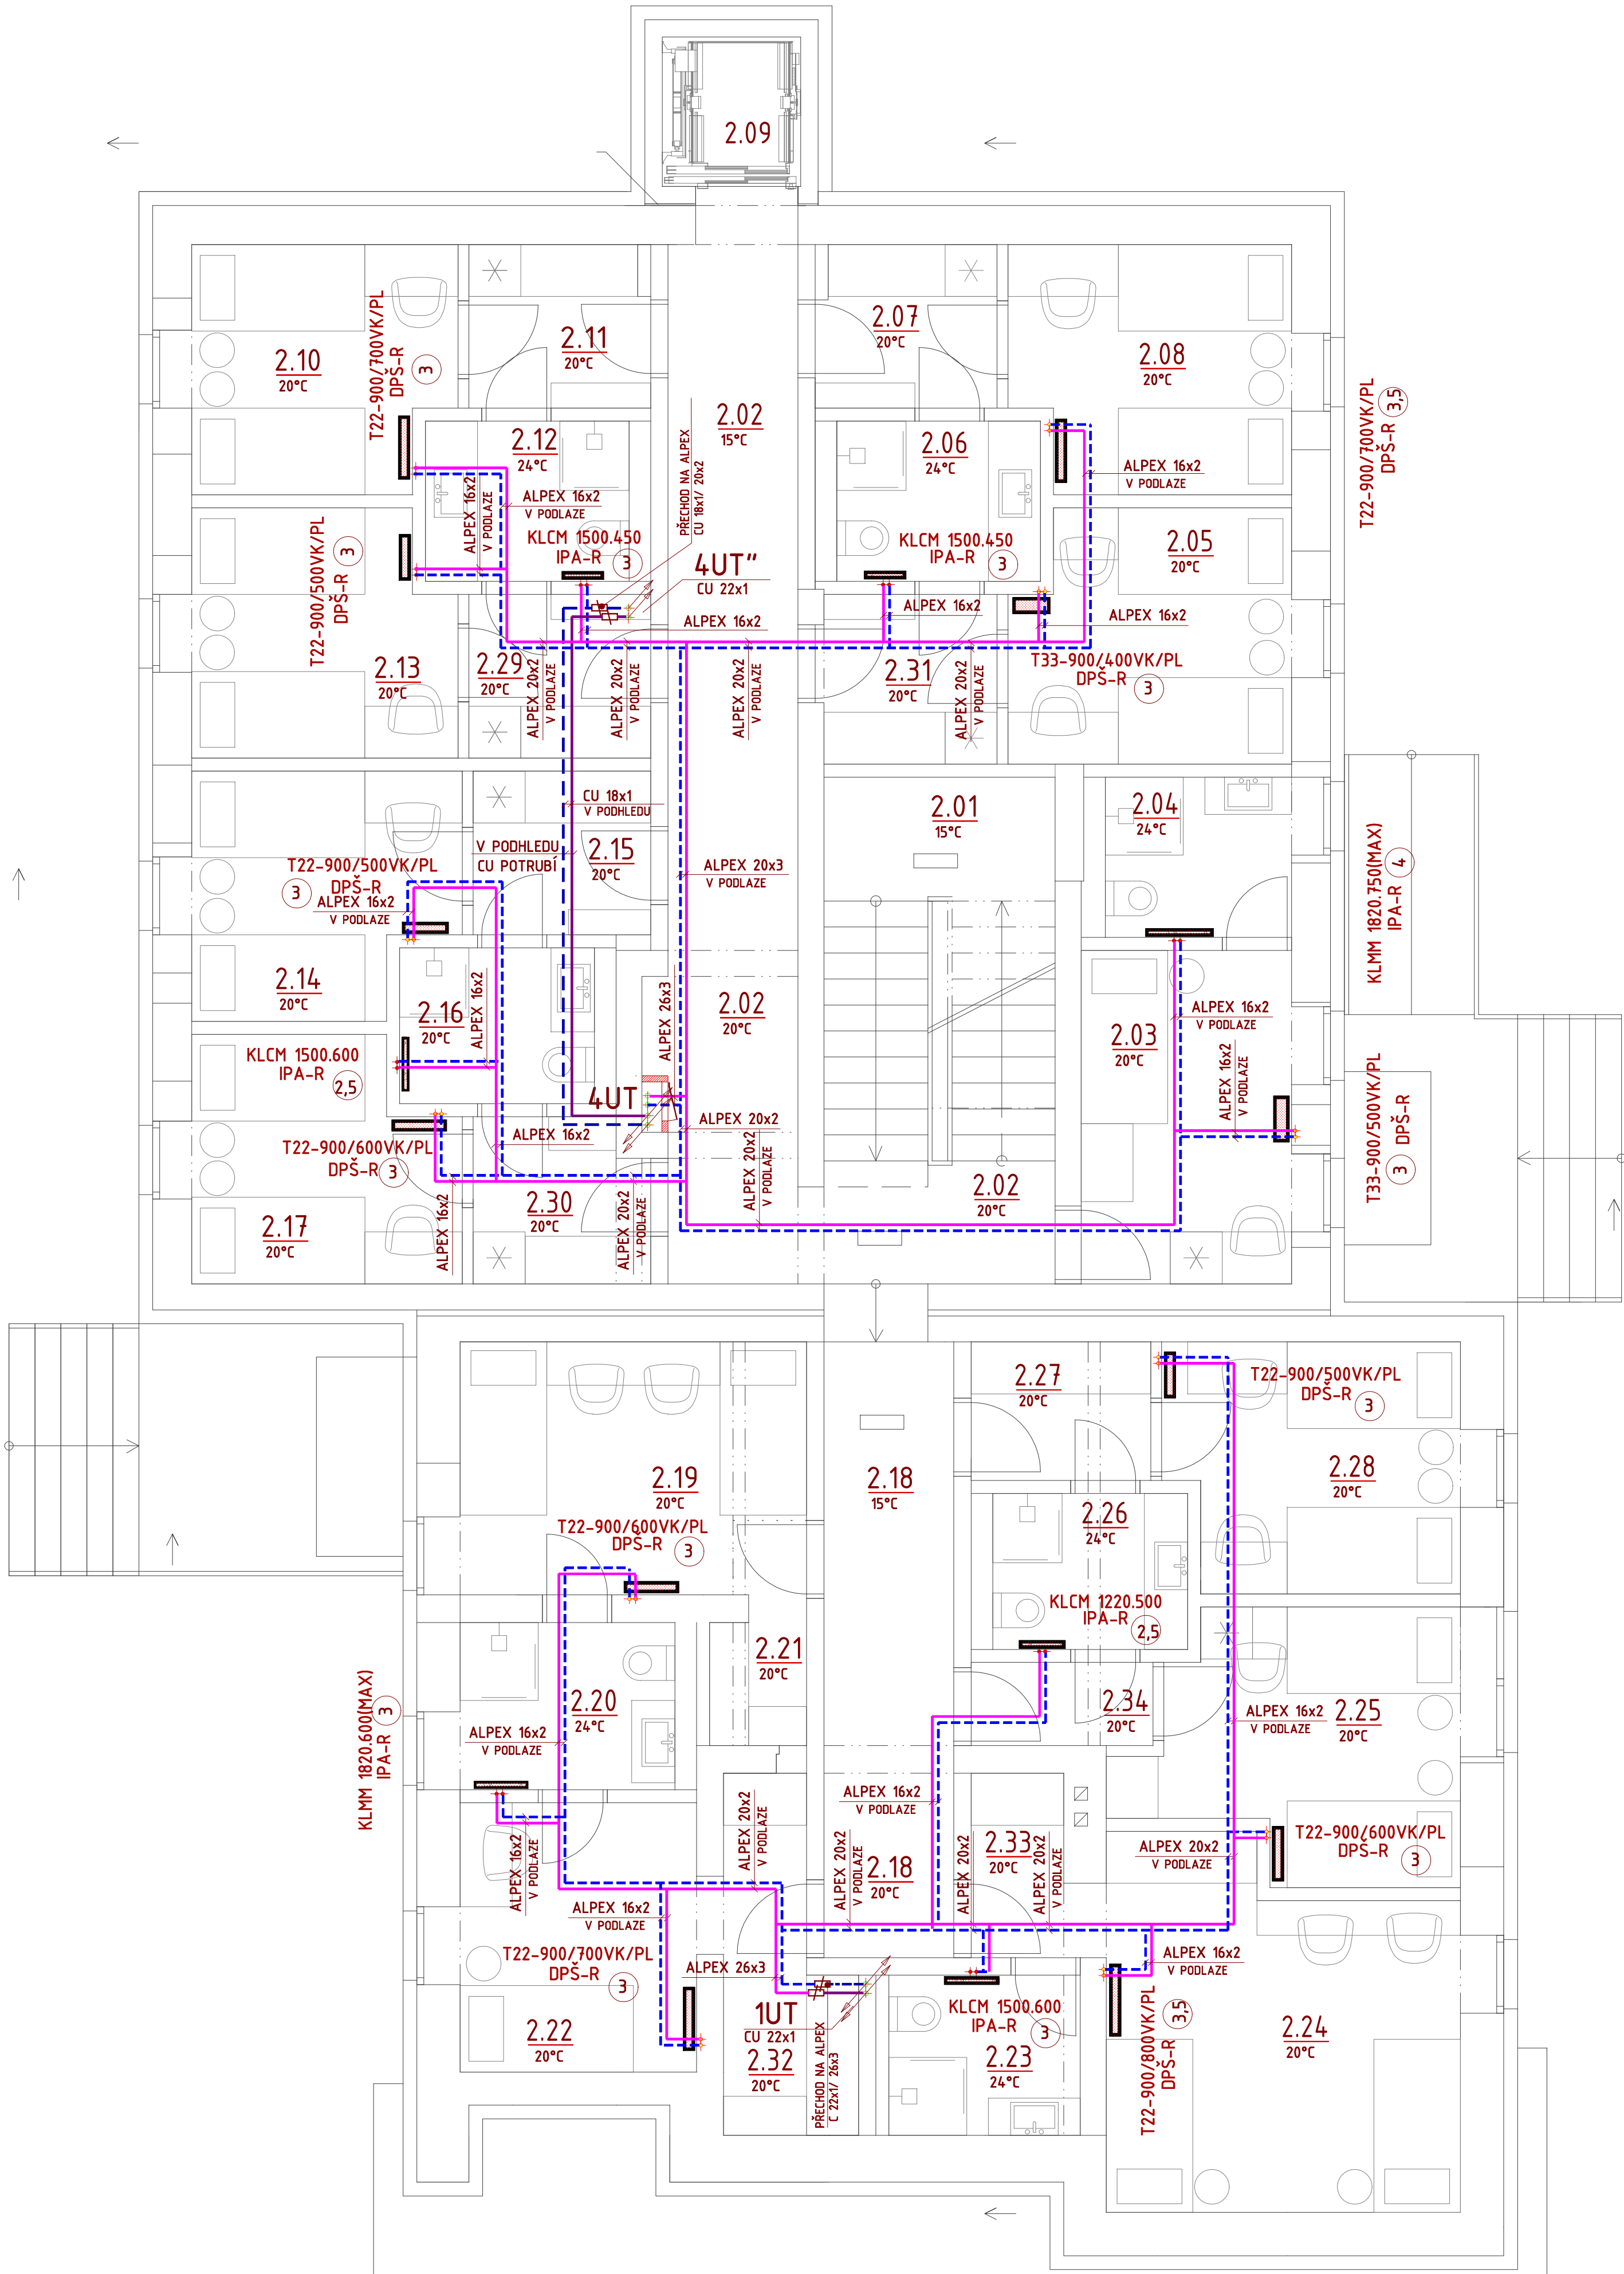 2.09
2.10
20°C
T22-900/700VK/PL
DPŠ-R
3
2.11
20°C
2.07
20°C
2.08
20°C
T22-900/700VK/PL
DPŠ-R
3,5
2.12
24°C
2.02
15°C
2.06
24°C
PŘECHOD NA ALPEX
CU 18x1/ 20x2
ALPEX 16x2
V PODLAZE
ALPEX 16x2
V PODLAZE
ALPEX 16x2
V PODLAZE
KLCM 1500.450
IPA-R
3
KLCM 1500.450
IPA-R
3
4UT"
CU 22x1
T22-900/500VK/PL
DPŠ-R
3
2.05
20°C
ALPEX 16x2
ALPEX 16x2
ALPEX 16x2
2.13
20°C
2.29
20°C
ALPEX 20x2
V PODLAZE
ALPEX 20x2
V PODLAZE
ALPEX 20x2
V PODLAZE
2.31
20°C
ALPEX 20x2
V PODLAZE
T33-900/400VK/PL
DPŠ-R
3
CU 18x1
V PODHLEDU
2.01
15°C
2.04
24°C
V PODHLEDU
CU POTRUBÍ
2.15
20°C
ALPEX 20x3
V PODLAZE
T22-900/500VK/PL
DPŠ-R
3
ALPEX 16x2
V PODLAZE
KLMM 1820.750(MAX)
IPA-R
4
2.14
20°C
2.16
20°C
ALPEX 16x2
ALPEX 26x3
2.02
20°C
2.03
20°C
ALPEX 16x2
V PODLAZE
ALPEX 16x2
V PODLAZE
KLCM 1500.600
IPA-R
2,5
4UT
T33-900/500VK/PL
DPŠ-R
3
T22-900/600VK/PL
DPŠ-R
3
ALPEX 16x2
ALPEX 20x2
ALPEX 20x2
V PODLAZE
2.17
20°C
ALPEX 16x2
2.30
20°C
ALPEX 20x2
V PODLAZE
2.02
20°C
2.27
20°C
T22-900/500VK/PL
DPŠ-R
3
2.19
20°C
2.18
15°C
2.28
20°C
2.26
24°C
T22-900/600VK/PL
DPŠ-R
3
KLCM 1220.500
IPA-R
2,5
2.21
20°C
KLMM 1820.600(MAX)
IPA-R
3
2.20
24°C
2.34
20°C
ALPEX 16x2
V PODLAZE
2.25
20°C
ALPEX 16x2
V PODLAZE
ALPEX 16x2
V PODLAZE
ALPEX 20x2
V PODLAZE
ALPEX 16x2
V PODLAZE
T22-900/600VK/PL
DPŠ-R
3
ALPEX 20x2
V PODLAZE
2.18
20°C
ALPEX 20x2
V PODLAZE
ALPEX 20x2
2.33
20°C
ALPEX 20x2
V PODLAZE
ALPEX 16x2
V PODLAZE
T22-900/700VK/PL
DPŠ-R
3
ALPEX 26x3
ALPEX 16x2
V PODLAZE
1UT
CU 22x1
KLCM 1500.600
IPA-R
3
T22-900/800VK/PL
DPŠ-R
3,5
2.22
20°C
2.32
20°C
PŘECHOD NA ALPEX
C 22x1/ 26x3
2.23
24°C
2.24
20°C